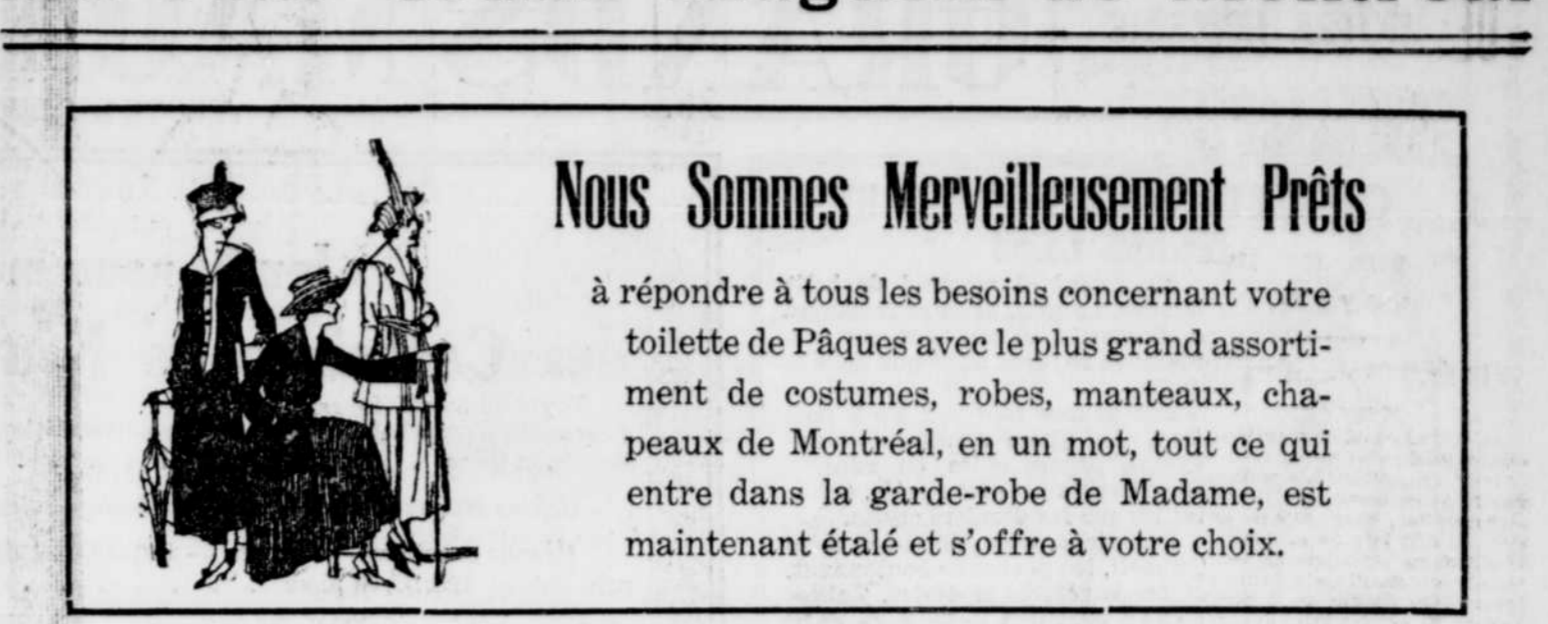 Nous Sommes Merveilleusement Prêts
à répondre à tous les besoins concernant votre
toilette de Pâques avec le plus grand assorti-
ment de costumes, robes, manteaux, cha-
peaux de Montréal, en un mot, tout ce qui
entre dans la garde-robe de Madame, est
maintenant étalé et s'offre à votre choix.